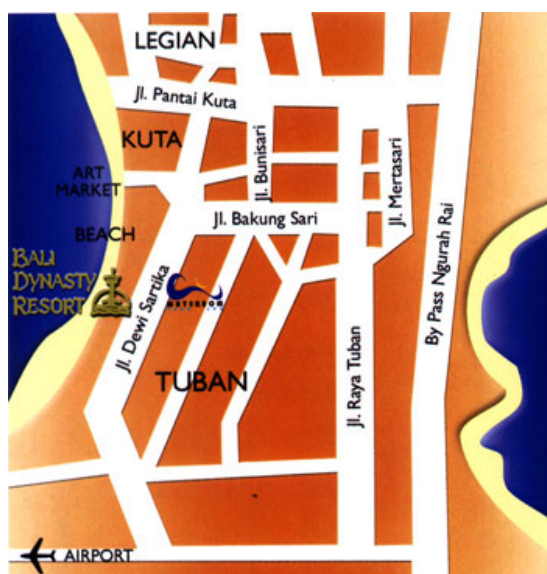 LEGIAN
Jl. Pantai Kuta
KUTA
Jl. Bunisari
ART
MARKET
Jl. Mertasari
Jl. Bakung Sari
BEACH
By Pass Ngurah Rai
BALI
DYNASTY
RESORT
Jl. Dewi Sartika
WATERBOM
TUBAN
Jl. Raya Tuban
AIRPORT